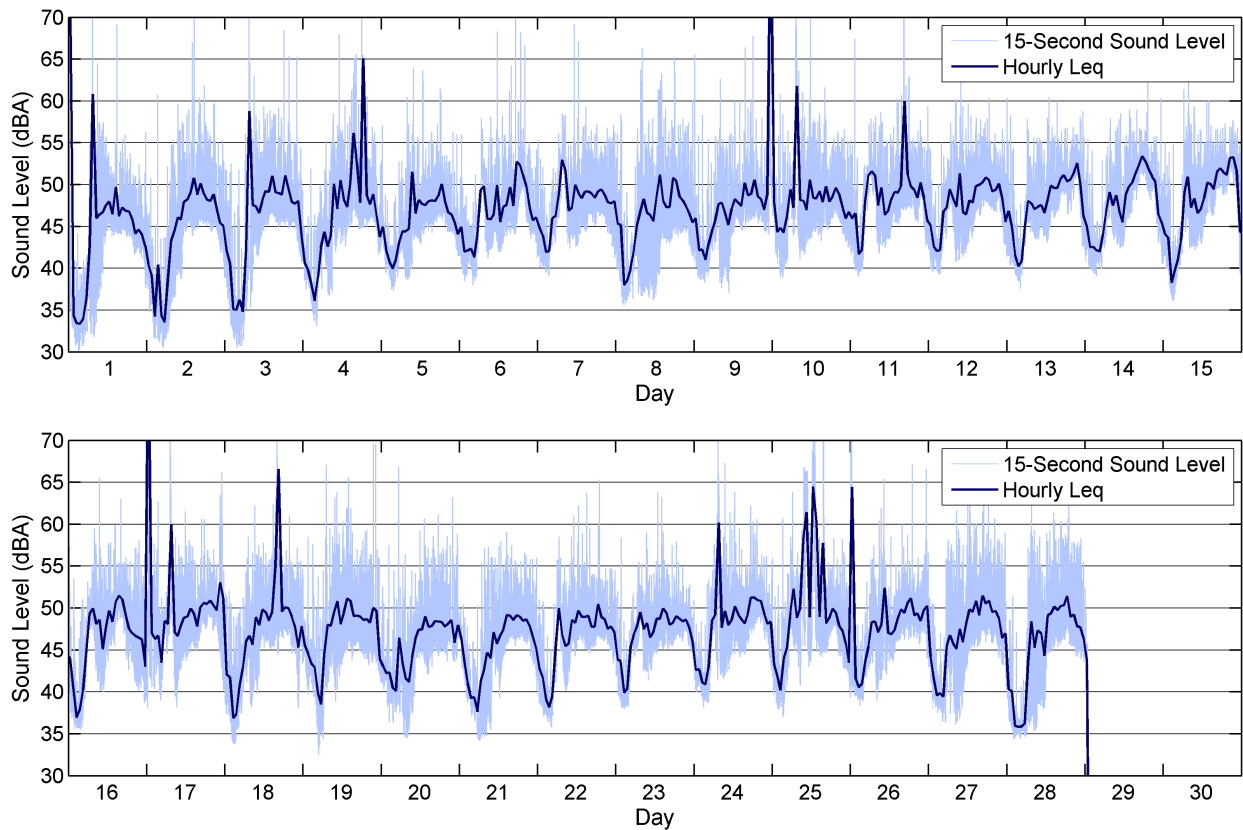 70
65
60
55
50
45
40
35
30
Sound Level (dBA)
15-Second Sound Level
Hourly Leq
1 2 3 4 5 6 7 8 9 10 11 12 13 14 15
Day
70
65
60
55
50
45
40
35
30
Sound Level (dBA)
15-Second Sound Level
Hourly Leq
16 17 18 19 20 21 22 23 24 25 26 27 28 29 30
Day